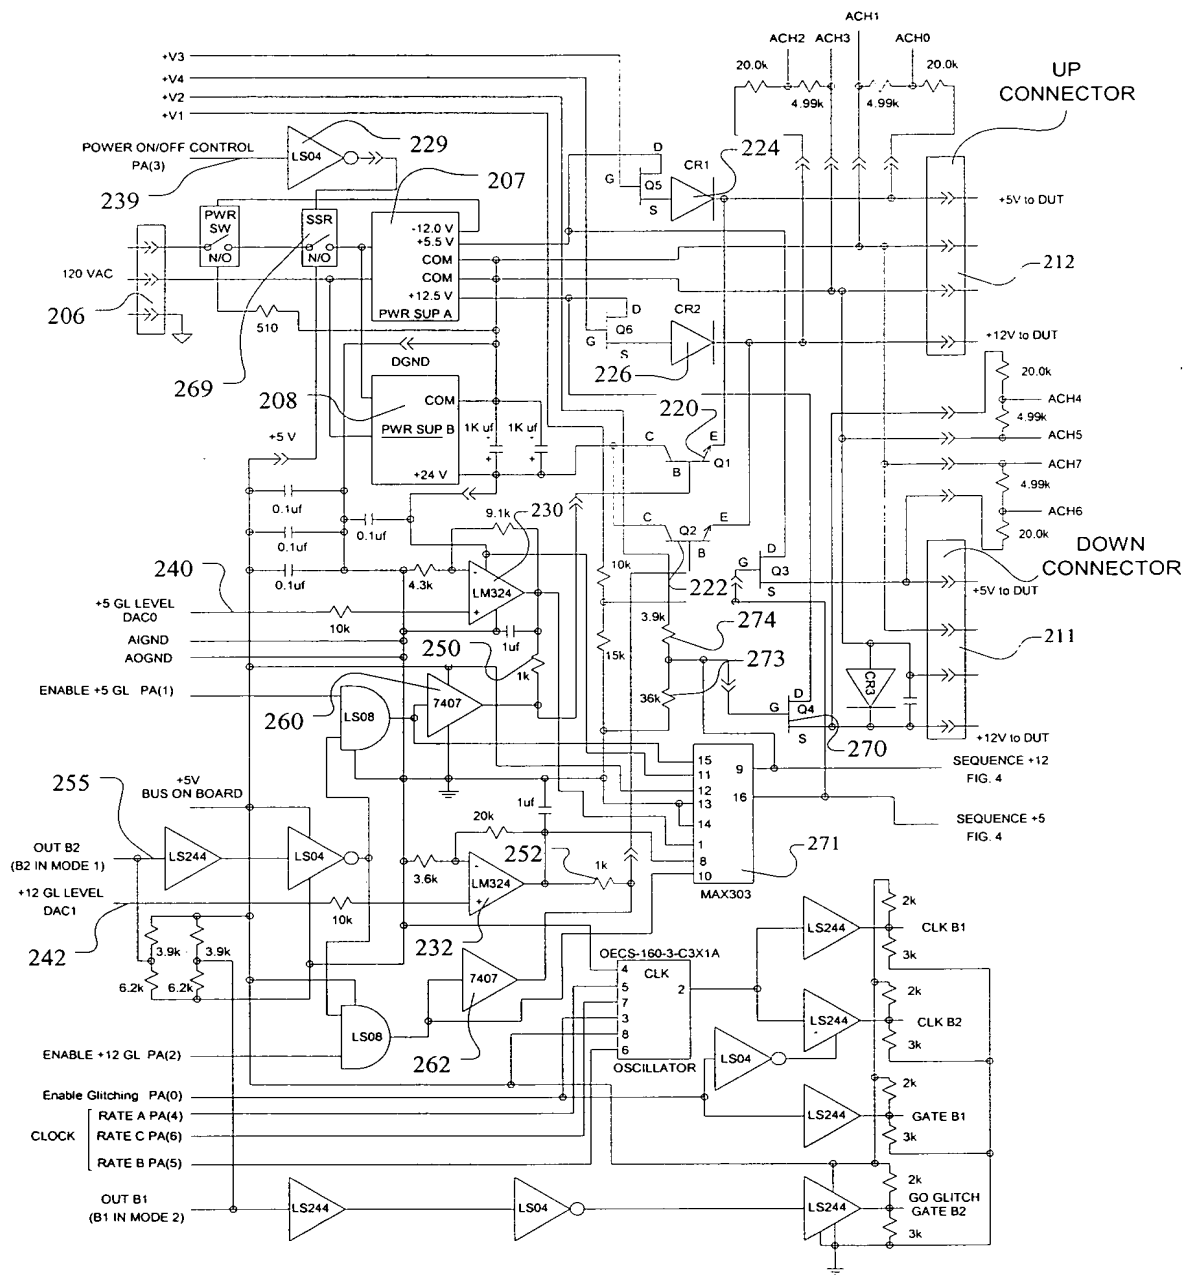 ACH1
ACH2
ACH3
ACH0
+V3
+V4
+V2
+V1
20.0k
4.99k
4.99k
20.0k
UP
CONNECTOR
POWER ON/OFF CONTROL
PA(3)
LS04
229
239
207
D
G
Q5
S
CR1
224
PWR
SW
N/O
SSR
N/O
-12.0 V
+5.5 V
COM
COM
+12.5 V
PWR SUP A
+5V to DUT
212
120 VAC
206
510
D
G
Q6
S
CR2
226
+12V to DUT
DGND
269
208
COM
PWR SUP B
+24 V
1K uf
-
+
1K uf
-
+
220
C
E
B
Q1
20.0k
ACH4
4.99k
ACH5
ACH7
4.99k
ACH6
20.0k
+5 V
0.1uf
0.1uf
0.1uf
0.1uf
9.1k
230
C
Q2
E
B
222
D
G
Q3
S
DOWN
CONNECTOR
+5V to DUT
240
4.3k
-
LM324
+
10k
+5 GL LEVEL
DAC0
10k
1uf
3.9k
274
AIGND
AOGND
250
1k
15k
273
211
ENABLE +5 GL PA(1)
260
LS08
7407
36k
D
G
Q4
S
270
CR3
+12V to DUT
15
11
12
13
14
1
8
10
9
16
MAX303
271
SEQUENCE +12
FIG. 4
SEQUENCE +5
FIG. 4
255
+5V
BUS ON BOARD
1uf
20k
OUT B2
(B2 IN MODE 1)
LS244
LS04
252
1k
3.6k
-
LM324
+
+12 GL LEVEL
DAC1
10k
242
3.9k
3.9k
6.2k
6.2k
232
7407
262
OECS-160-3-C3X1A
CLK
4
5
7
3
8
6
2
OSCILLATOR
LS244
2k
CLK B1
3k
LS08
ENABLE +12 GL PA(2)
LS04
LS244
-
2k
CLK B2
3k
Enable Glitching PA(0)
CLOCK
RATE A PA(4)
RATE C PA(6)
RATE B PA(5)
LS244
2k
GATE B1
3k
OUT B1
(B1 IN MODE 2)
LS244
LS04
LS244
2k
GO GLITCH
GATE B2
3k